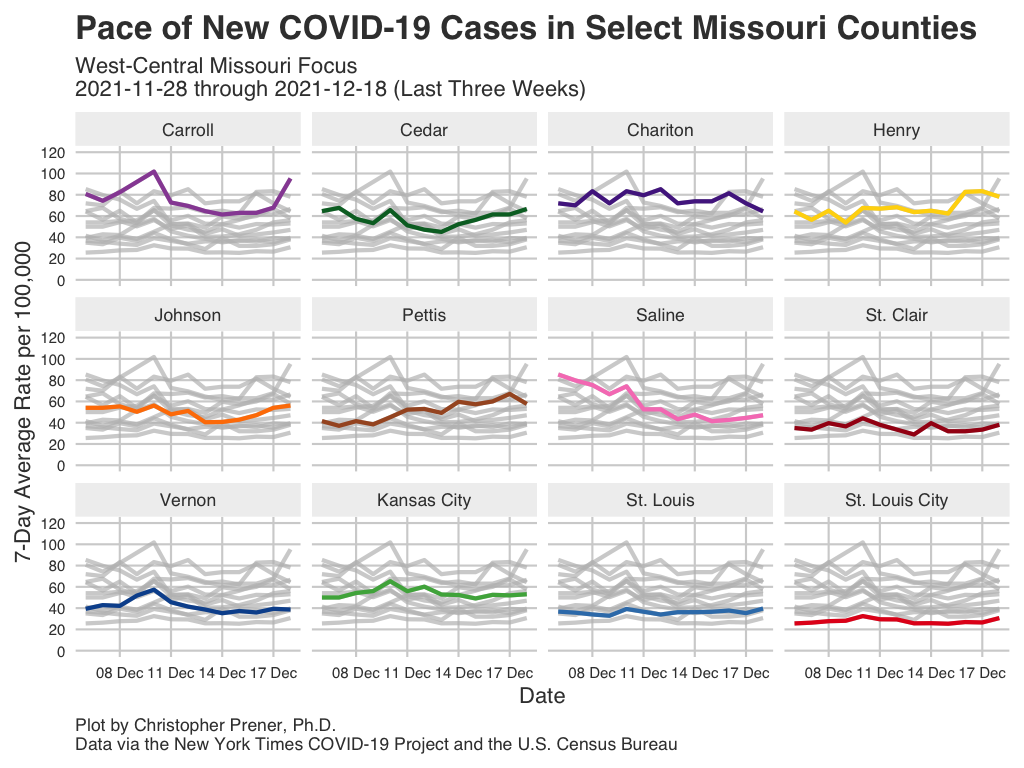 Pace of New COVID-19 Cases in Select Missouri Counties
West-Central Missouri Focus
2021-11-28 through 2021-12-18 (Last Three Weeks)
Carroll Cedar Chariton Henry
120
100
80
60
40
20
0
Johnson Pettis Saline St. Clair
120
100
80
60
40
20
0
Vernon Kansas City St. Louis St. Louis City
120
100
80
60
40
20
0
7-Day Average Rate per 100,000
08 Dec 11 Dec 14 Dec 17 Dec 08 Dec 11 Dec 14 Dec 17 Dec 08 Dec 11 Dec 14 Dec 17 Dec 08 Dec 11 Dec 14 Dec 17 Dec
Date
Plot by Christopher Prener, Ph.D.
Data via the New York Times COVID-19 Project and the U.S. Census Bureau